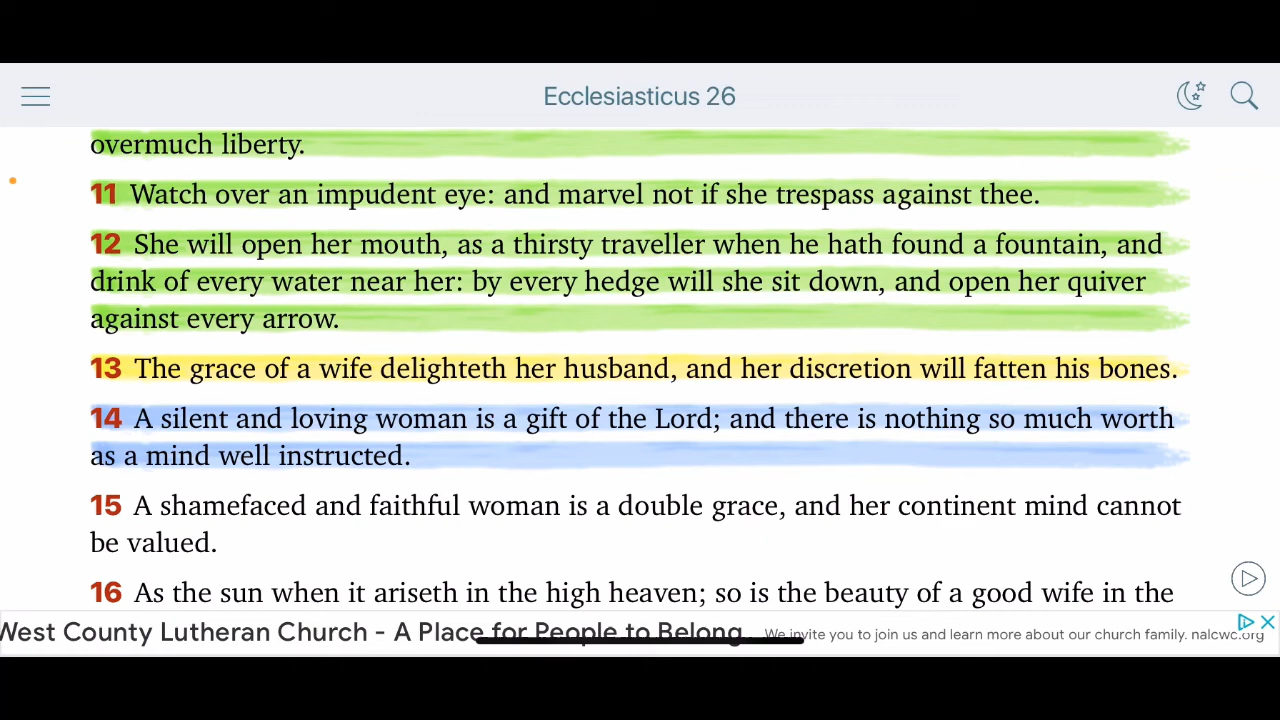 Ecclesiasticus 26
overmuch liberty.
11 Watch over an impudent eye: and marvel not if she trespass against thee.
12 She will open her mouth, as a thirsty traveller when he hath found a fountain, and
drink of every water near her: by every hedge will she sit down, and open her quiver
against every arrow.
13 The grace of a wife delighteth her husband, and her discretion will fatten his bones.
14 A silent and loving woman is a gift of the Lord; and there is nothing so much worth
as a mind well instructed.
15 A shamefaced and faithful woman is a double grace, and her continent mind cannot
be valued.
16 As the sun when it ariseth in the high heaven; so is the beauty of a good wife in the
West County Lutheran Church - A Place for People to Belong We invite you to join us and learn more about our church family. nalcwc.org